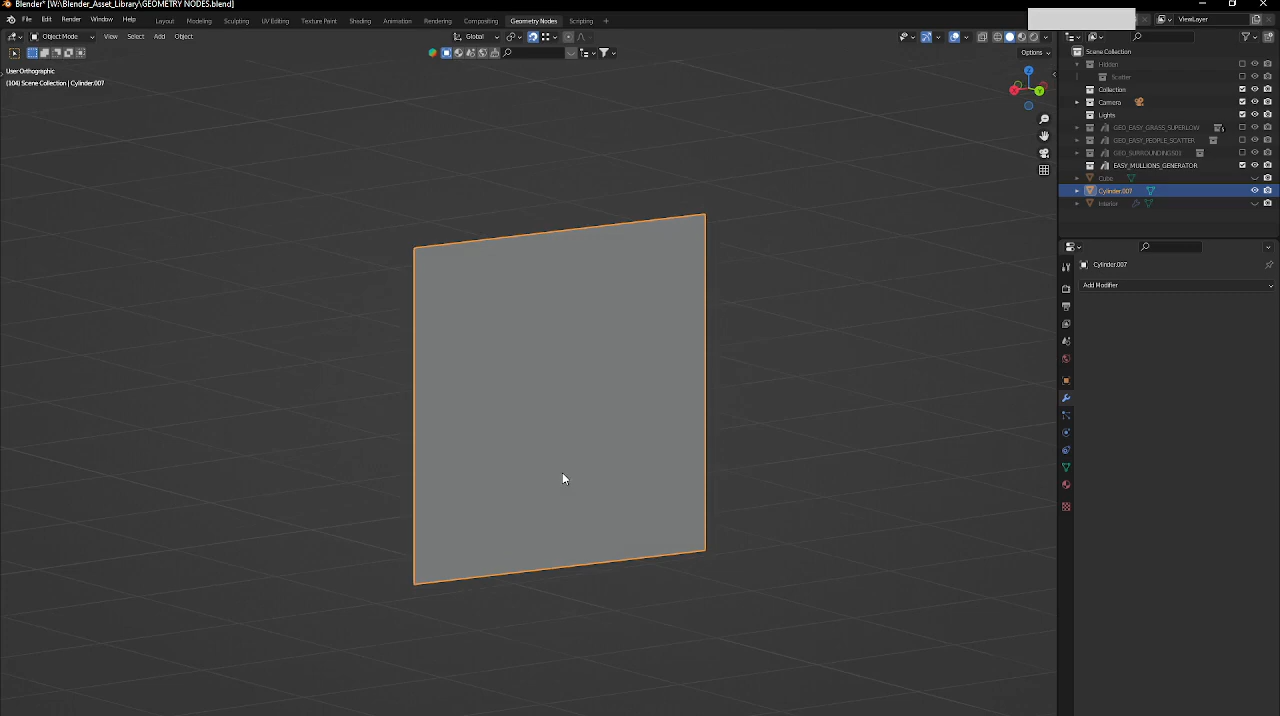 Blender* [W:\Blender_Asset_Library\GEOMETRY NODES.blend]
File Edit Render Window Help Layout Modeling Sculpting UV Editing Texture Paint Shading Animation Rendering Compositing Geometry Nodes Scripting + ViewLayer
Object Mode View Select Add Object Global
Options
User Orthographic
(104) Scene Collection | Cylinder.007
Z
Y
Scene Collection
Hidden
Scatter
Collection
Camera
Lights
GEO_EASY_GRASS_SUPERLOW
GEO_EASY_PEOPLE_SCATTER
GEO_SURROUNDINGS01
EASY_MULLIONS_GENERATOR
Cube
Cylinder.007
Interior
Cylinder.007
Add Modifier